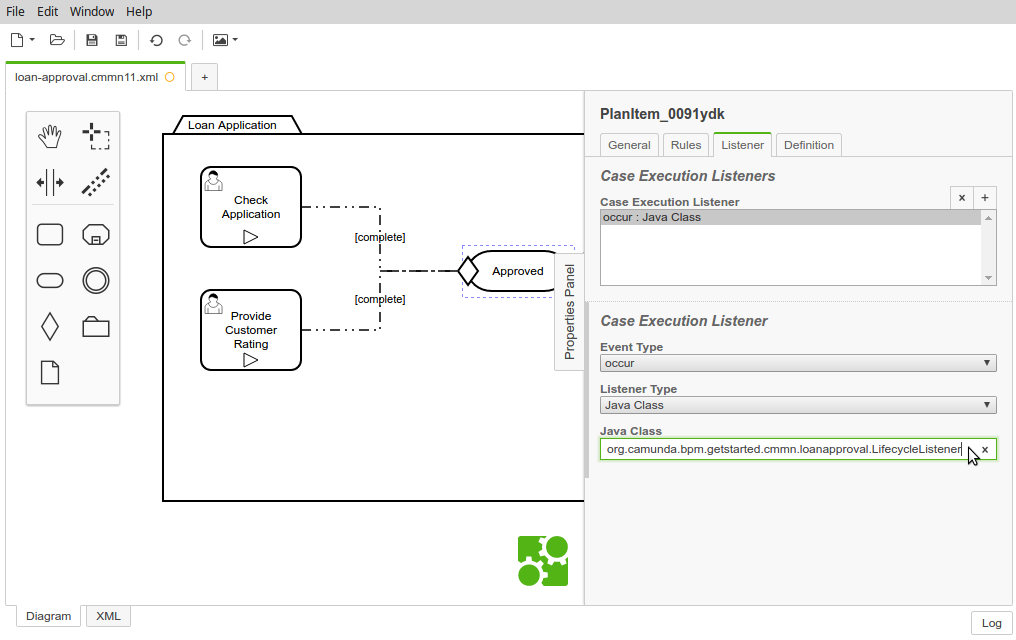 File Edit Window Help
loan-approval.cmmn11.xml
+
Loan Application
Check
Application
[complete]
Approved
[complete]
Provide
Customer
Rating
Properties Panel
PlanItem_0091ydk
General Rules Listener Definition
Case Execution Listeners
Case Execution Listener
x +
occur : Java Class
Case Execution Listener
Event Type
occur
Listener Type
Java Class
Java Class
org.camunda.bpm.getstarted.cmmn.loanapproval.LifecycleListener x
Diagram XML
Log